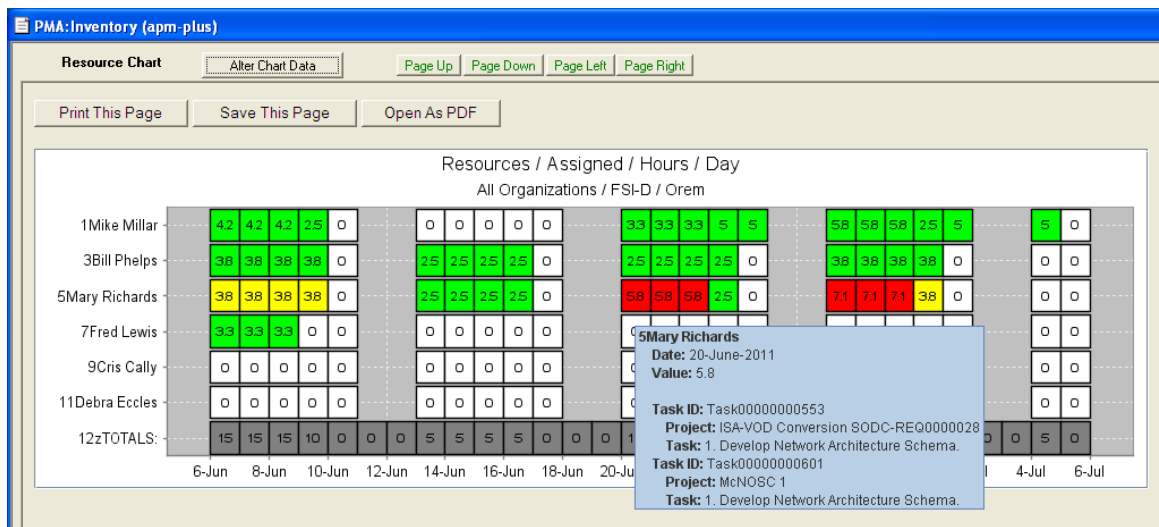 PMA:Inventory (apm-plus)
Resource Chart Alter Chart Data Page Up Page Down Page Left Page Right
Print This Page Save This Page Open As PDF
Resources / Assigned / Hours / Day
All Organizations / FSI-D / Orem
1Mike Millar 4.2 4.2 4.2 2.5 0 0 0 0 0 0 3.3 3.3 3.3 5 5 5.8 5.8 5.8 2.5 5 5 0
3Bill Phelps 3.8 3.8 3.8 3.8 0 2.5 2.5 2.5 2.5 0 2.5 2.5 2.5 2.5 0 3.8 3.8 3.8 3.8 0 0 0
5Mary Richards 3.8 3.8 3.8 3.8 0 2.5 2.5 2.5 2.5 0 5.8 5.8 5.8 2.5 0 7.1 7.1 7.1 3.8 0 0 0
7Fred Lewis 3.3 3.3 3.3 0 0 0 0 0 0 0 0 0
9Cris Cally 0 0 0 0 0 0 0 0 0 0 0 0
11Debra Eccles 0 0 0 0 0 0 0 0 0 0 0 0
12zTOTALS: 15 15 15 10 0 0 0 5 5 5 5 0 0 0 0 5 0
6-Jun 8-Jun 10-Jun 12-Jun 14-Jun 16-Jun 18-Jun 4-Jul 6-Jul
5Mary Richards
Date: 20-June-2011
Value: 5.8
Task ID: Task00000000553
Project: ISA-VOD Conversion SODC-REQ0000028
Task: 1. Develop Network Architecture Schema.
Task ID: Task00000000601
Project: McNOSC 1
Task: 1. Develop Network Architecture Schema.